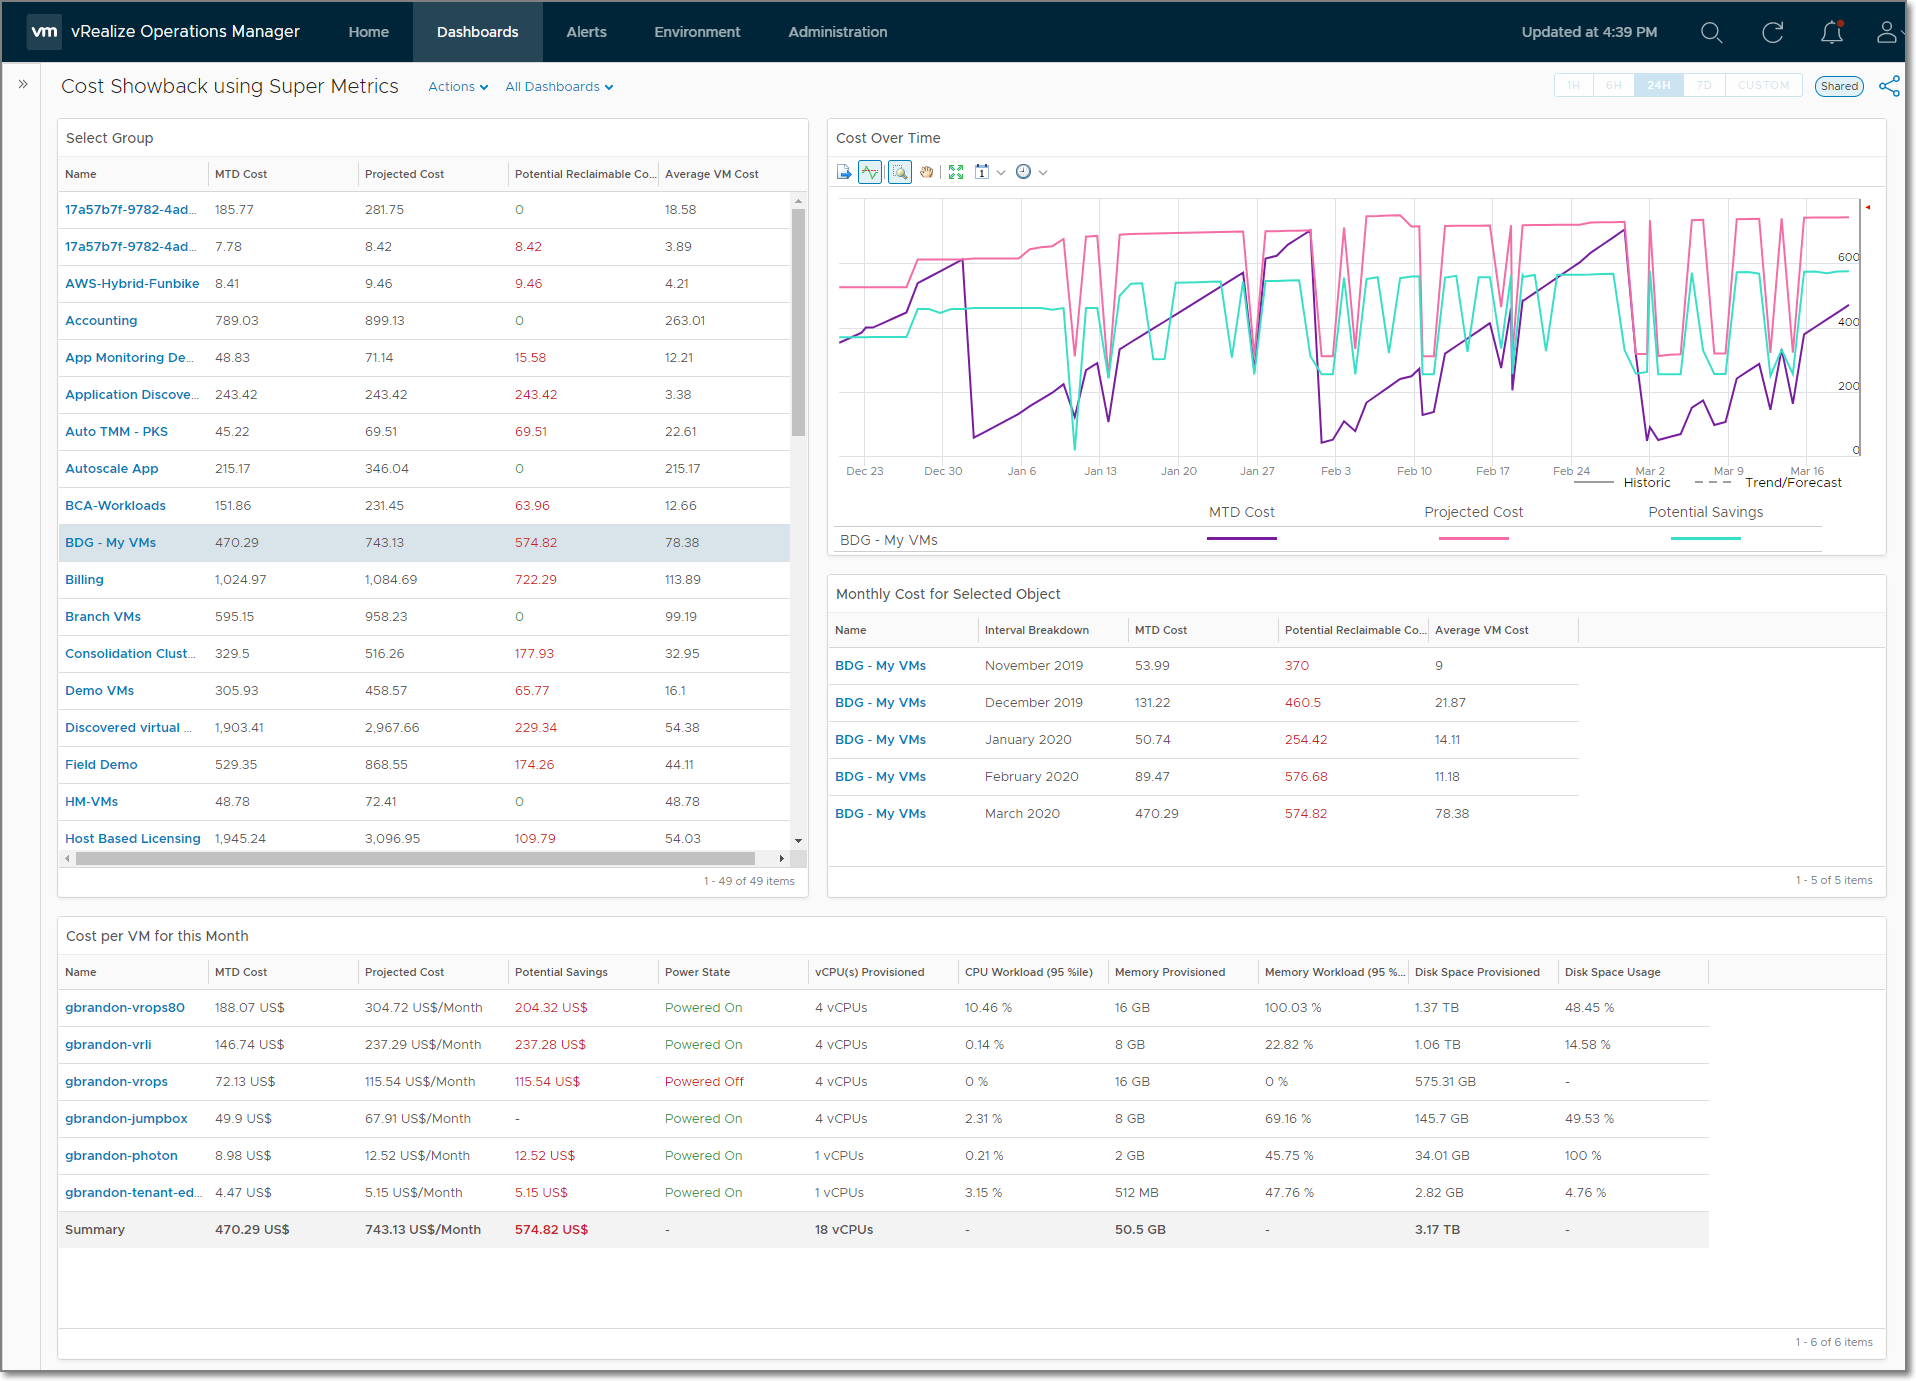 vm vRealize Operations Manager Home Dashboards Alerts Environment Administration Updated at 4:39 PM
Cost Showback using Super Metrics Actions All Dashboards 1H 6H 24H 7D CUSTOM Shared
Select Group
Name MTD Cost Projected Cost Potential Reclaimable Co... Average VM Cost
17a57b7f-9782-4ad... 185.77 281.75 0 18.58
17a57b7f-9782-4ad... 7.78 8.42 8.42 3.89
AWS-Hybrid-Funbike 8.41 9.46 9.46 4.21
Accounting 789.03 899.13 0 263.01
App Monitoring De... 48.83 71.14 15.58 12.21
Application Discove... 243.42 243.42 243.42 3.38
Auto TMM - PKS 45.22 69.51 69.51 22.61
Autoscale App 215.17 346.04 0 215.17
BCA-Workloads 151.86 231.45 63.96 12.66
BDG - My VMs 470.29 743.13 574.82 78.38
Billing 1,024.97 1,084.69 722.29 113.89
Branch VMs 595.15 958.23 0 99.19
Consolidation Clust... 329.5 516.26 177.93 32.95
Demo VMs 305.93 458.57 65.77 16.1
Discovered virtual ... 1,903.41 2,967.66 229.34 54.38
Field Demo 529.35 868.55 174.26 44.11
HM-VMs 48.78 72.41 0 48.78
Host Based Licensing 1,945.24 3,096.95 109.79 54.03
1 - 49 of 49 items
Cost Over Time
1
600
400
200
0
Dec 23 Dec 30 Jan 6 Jan 13 Jan 20 Jan 27 Feb 3 Feb 10 Feb 17 Feb 24 Mar 2 Mar 9 Mar 16
Historic Trend/Forecast
MTD Cost Projected Cost Potential Savings
BDG - My VMs
Monthly Cost for Selected Object
Name Interval Breakdown MTD Cost Potential Reclaimable Co... Average VM Cost
BDG - My VMs November 2019 53.99 370 9
BDG - My VMs December 2019 131.22 460.5 21.87
BDG - My VMs January 2020 50.74 254.42 14.11
BDG - My VMs February 2020 89.47 576.68 11.18
BDG - My VMs March 2020 470.29 574.82 78.38
1 - 5 of 5 items
Cost per VM for this Month
Name MTD Cost Projected Cost Potential Savings Power State vCPU(s) Provisioned CPU Workload (95 %ile) Memory Provisioned Memory Workload (95 %... Disk Space Provisioned Disk Space Usage
gbrandon-vrops80 188.07 US$ 304.72 US$/Month 204.32 US$ Powered On 4 vCPUs 10.46 % 16 GB 100.03 % 1.37 TB 48.45 %
gbrandon-vrli 146.74 US$ 237.29 US$/Month 237.28 US$ Powered On 4 vCPUs 0.14 % 8 GB 22.82 % 1.06 TB 14.58 %
gbrandon-vrops 72.13 US$ 115.54 US$/Month 115.54 US$ Powered Off 4 vCPUs 0 % 16 GB 0 % 575.31 GB -
gbrandon-jumpbox 49.9 US$ 67.91 US$/Month - Powered On 4 vCPUs 2.31 % 8 GB 69.16 % 145.7 GB 49.53 %
gbrandon-photon 8.98 US$ 12.52 US$/Month 12.52 US$ Powered On 1 vCPUs 0.21 % 2 GB 45.75 % 34.01 GB 100 %
gbrandon-tenant-ed... 4.47 US$ 5.15 US$/Month 5.15 US$ Powered On 1 vCPUs 3.15 % 512 MB 47.76 % 2.82 GB 4.76 %
Summary 470.29 US$ 743.13 US$/Month 574.82 US$ - 18 vCPUs - 50.5 GB - 3.17 TB -
1 - 6 of 6 items